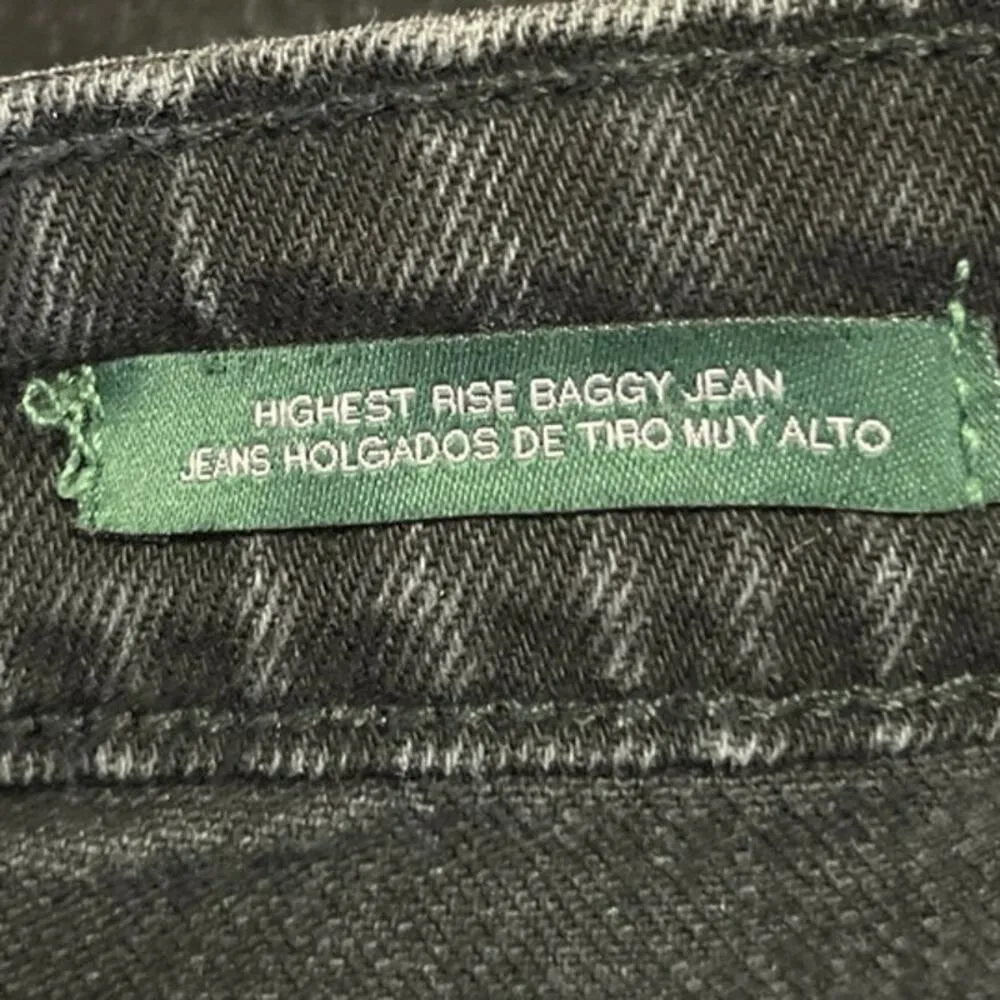 HIGHEST RISE BAGGY JEAN
JEANS HOLGADOS DE TIRO MUY ALTO